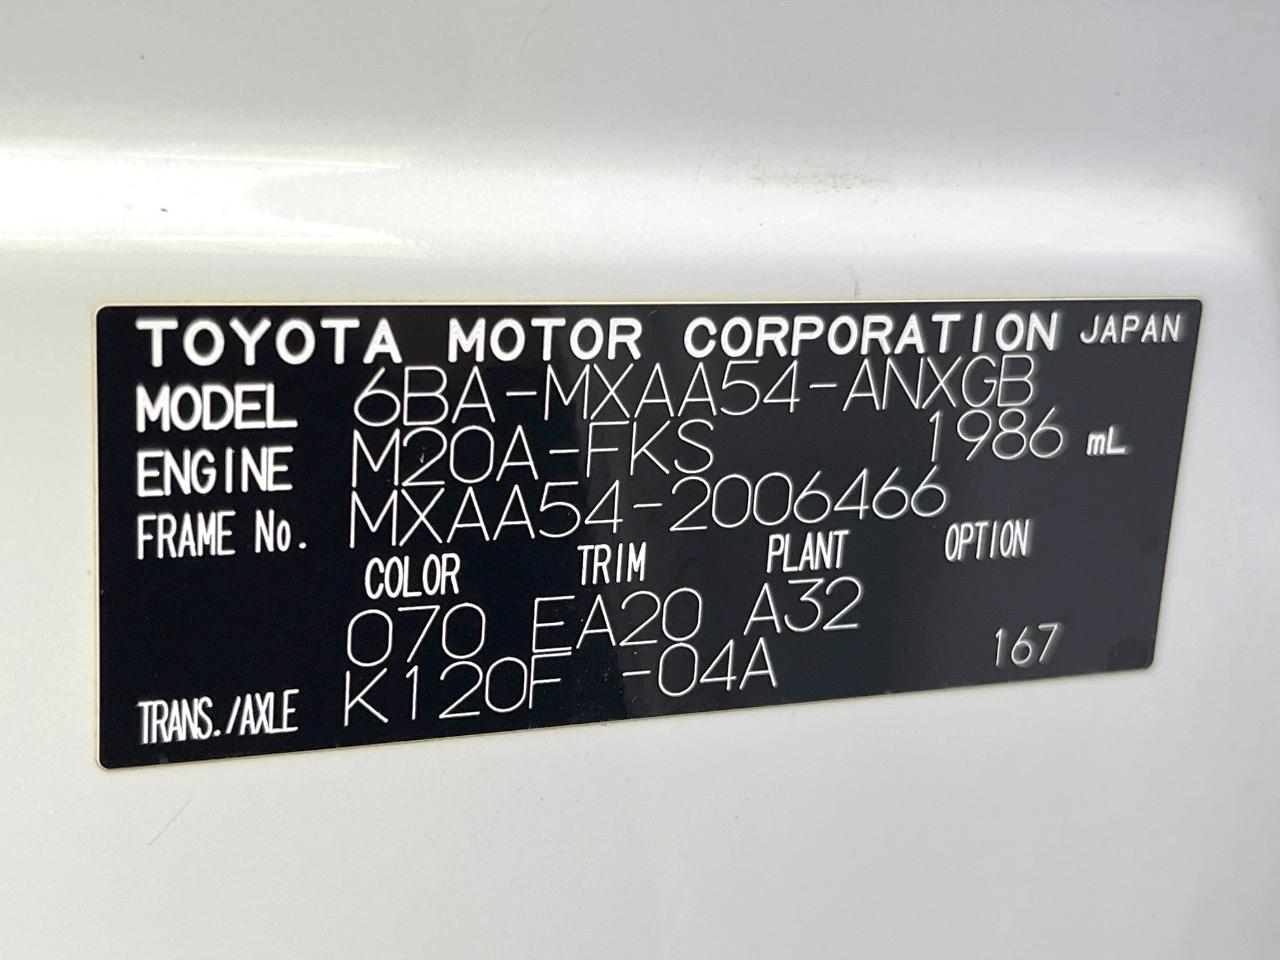 TOYOTA MOTOR CORPORATION JAPAN
MODEL 6BA-MXAA54-ANXGB
ENGINE M20A-FKS 1986 mL
FRAME No. MXAA54-2006466
COLOR TRIM PLANT OPTION
070 EA20 A32
TRANS./AXLE K120F -04A 167